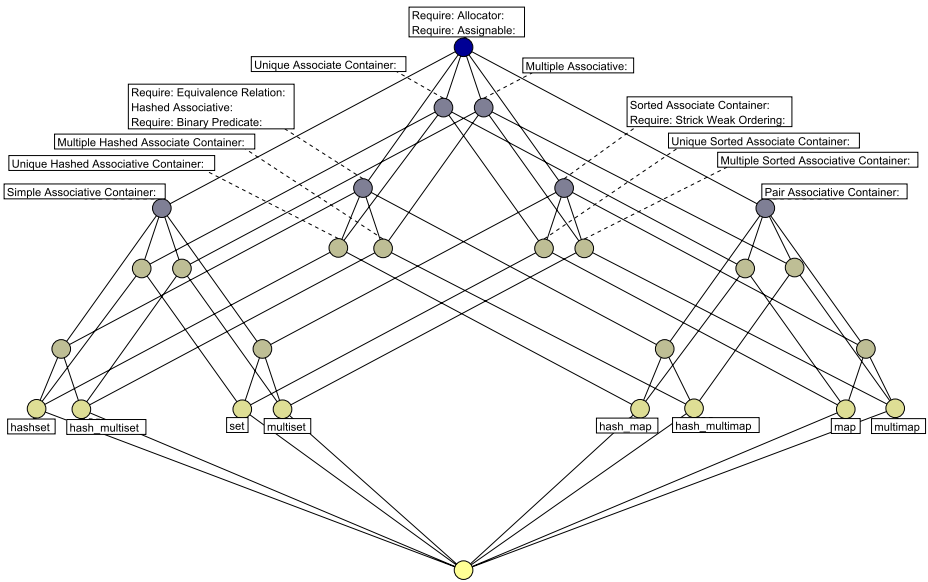 Require: Allocator:
Require: Assignable:
Unique Associate Container:
Multiple Associative:
Require: Equivalence Relation:
Hashed Associative:
Require: Binary Predicate:
Sorted Associate Container:
Require: Strick Weak Ordering:
Multiple Hashed Associate Container:
Unique Sorted Associate Container:
Unique Hashed Associative Container:
Multiple Sorted Associative Container:
Simple Associative Container:
Pair Associative Container:
hashset
hash_multiset
set
multiset
hash_map
hash_multimap
map
multimap